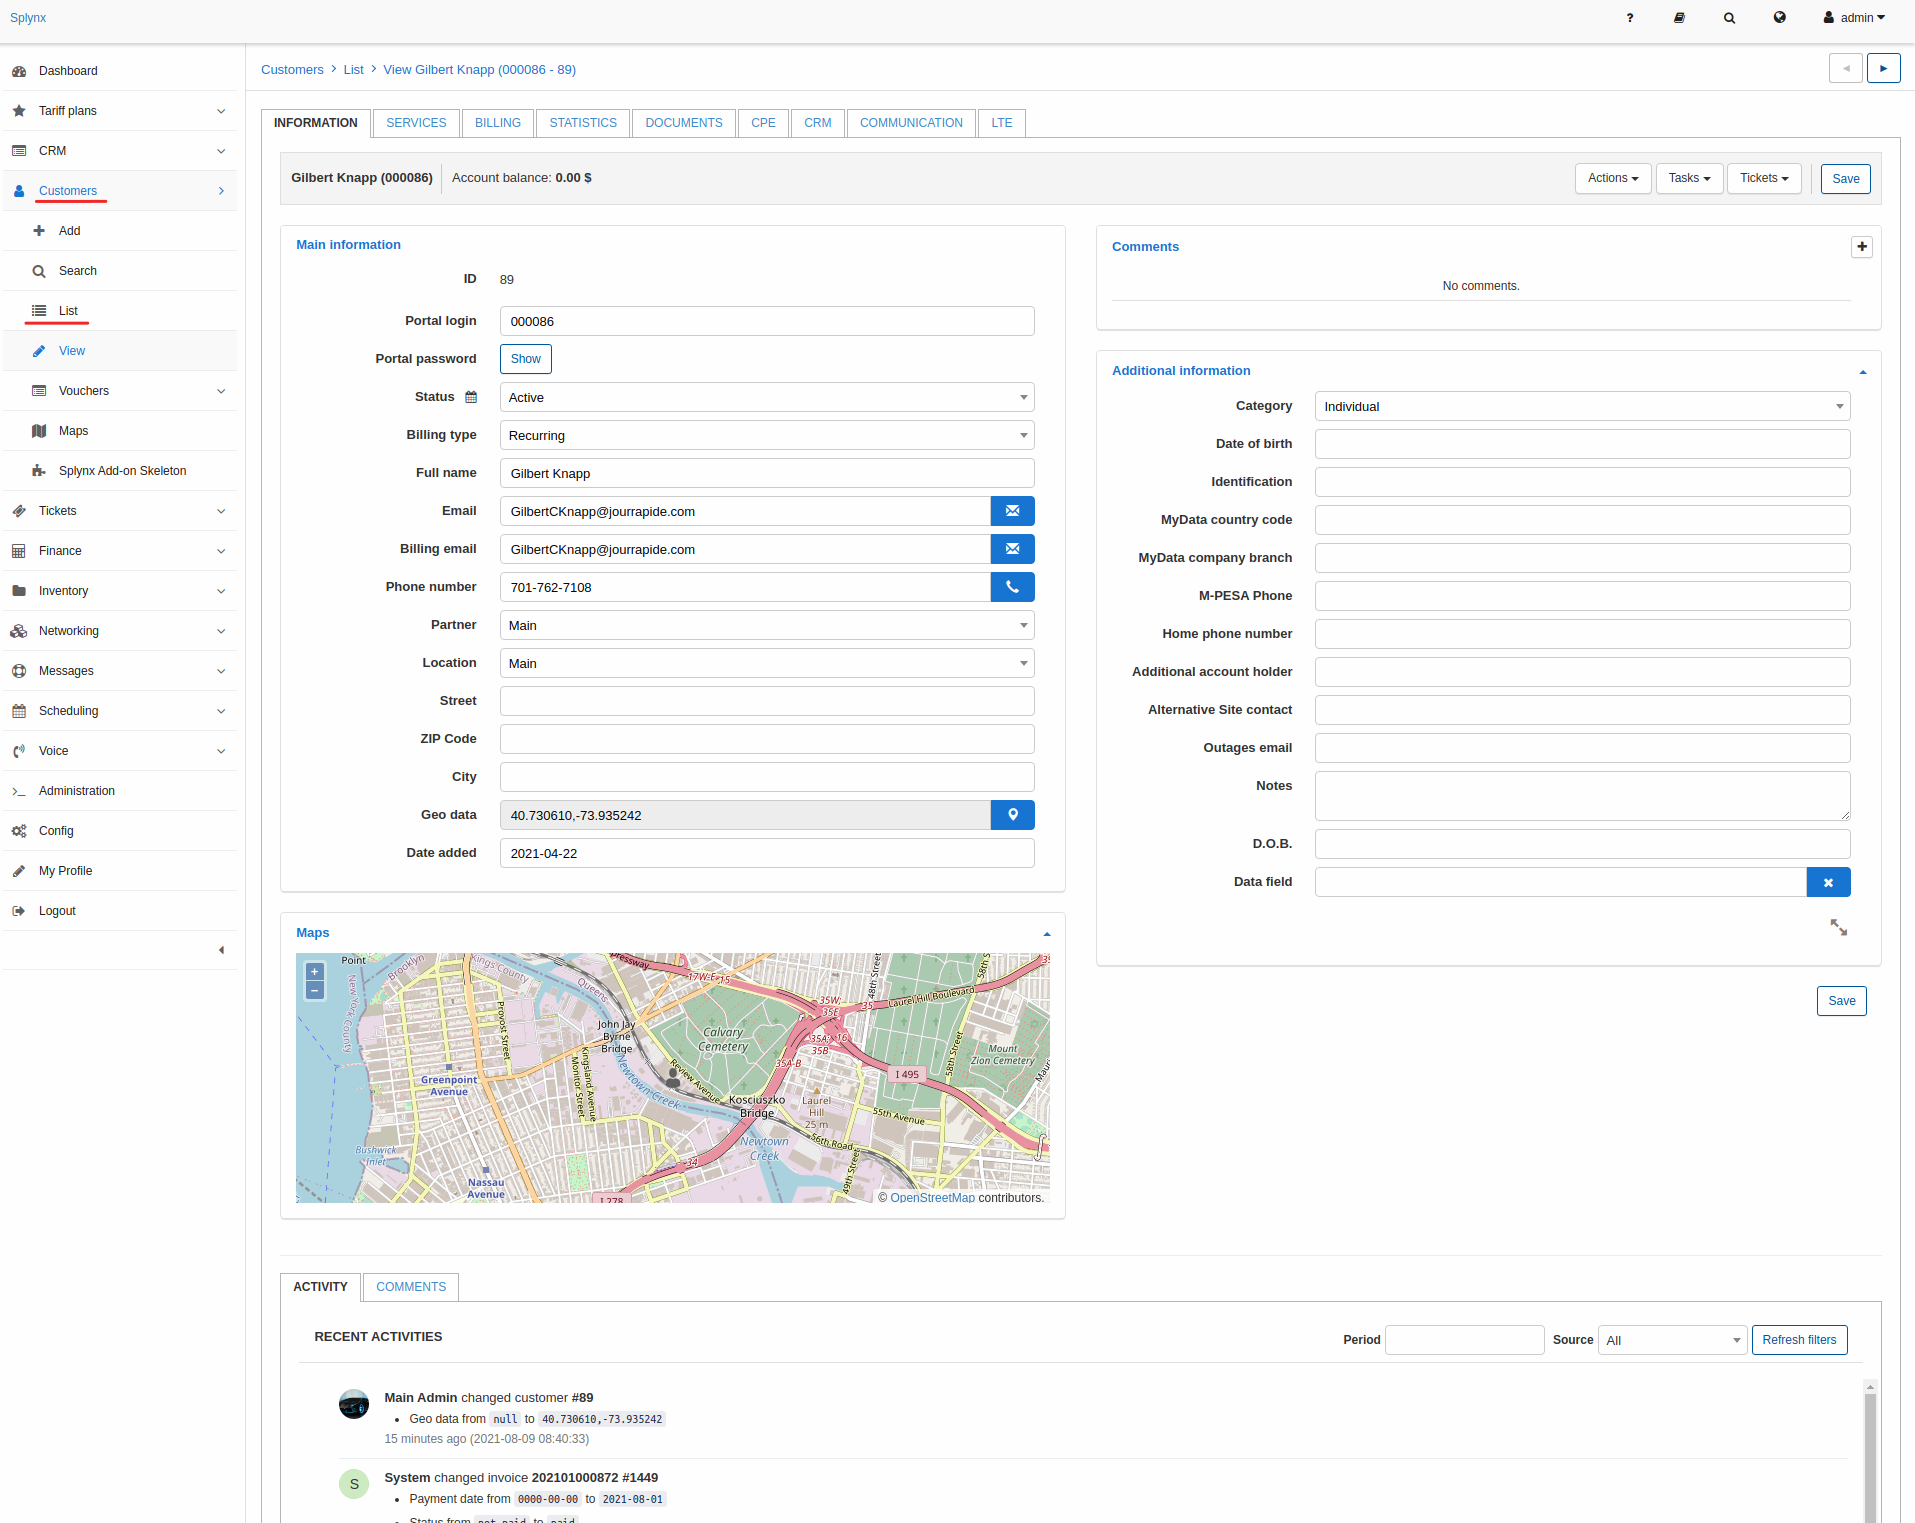 Splynx
? admin
Dashboard
Tariff plans
CRM
Customers
Add
Search
List
View
Vouchers
Maps
Splynx Add-on Skeleton
Tickets
Finance
Inventory
Networking
Messages
Scheduling
Voice
Administration
Config
My Profile
Logout
Customers > List > View Gilbert Knapp (000086 - 89)
INFORMATION SERVICES BILLING STATISTICS DOCUMENTS CPE CRM COMMUNICATION LTE
Gilbert Knapp (000086) Account balance: 0.00 $ Actions Tasks Tickets Save
Main information
ID 89
Portal login 000086
Portal password Show
Status Active
Billing type Recurring
Full name Gilbert Knapp
Email GilbertCKnapp@jourrapide.com
Billing email GilbertCKnapp@jourrapide.com
Phone number 701-762-7108
Partner Main
Location Main
Street
ZIP Code
City
Geo data 40.730610,-73.935242
Date added 2021-04-22
Comments
No comments.
Additional information
Category Individual
Date of birth
Identification
MyData country code
MyData company branch
M-PESA Phone
Home phone number
Additional account holder
Alternative Site contact
Outages email
Notes
D.O.B.
Data field
Save
Maps
+
−
Point
Brooklyn
Kings County
Queens
New York County
pressway
17W-E; 15
35W;
35E
35
Laurel Hill Boulevard
48th Street
58th S
Provost Street
John Jay
Byrne
Bridge
Calvary
Cemetery
35A; 16
35B
35A-B
58th Street
Mount
Zion Cemetery
Maur
I 495
Greenpoint
Avenue
Kingsland Avenue
Monitor Street
Newtown Creek
Review Avenue
Kosciuszko
Bridge
Laurel
Hill
25 m
55th Avenue
56th Road
Newtown
Creek
49th Street
Bushwick
Inlet
Nassau
Avenue
34
I 278
© OpenStreetMap contributors.
ACTIVITY COMMENTS
RECENT ACTIVITIES Period Source All Refresh filters
Main Admin changed customer #89
• Geo data from null to 40.730610,-73.935242
15 minutes ago (2021-08-09 08:40:33)
S System changed invoice 202101000872 #1449
• Payment date from 0000-00-00 to 2021-08-01
• Status from not paid to paid